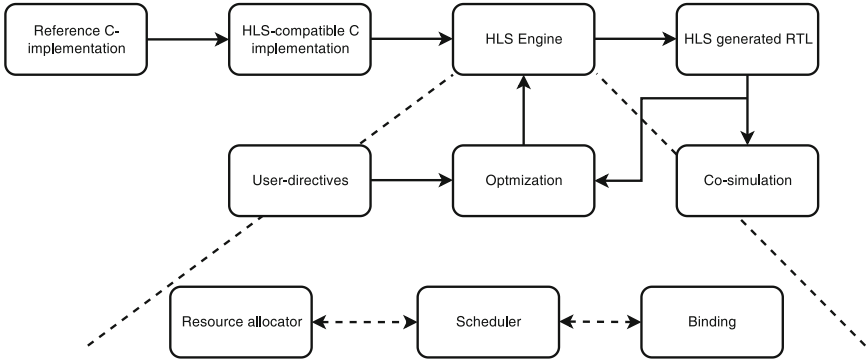 Reference C-
implementation
HLS-compatible C
implementation
HLS Engine
HLS generated RTL
User-directives
Optmization
Co-simulation
Resource allocator
Scheduler
Binding